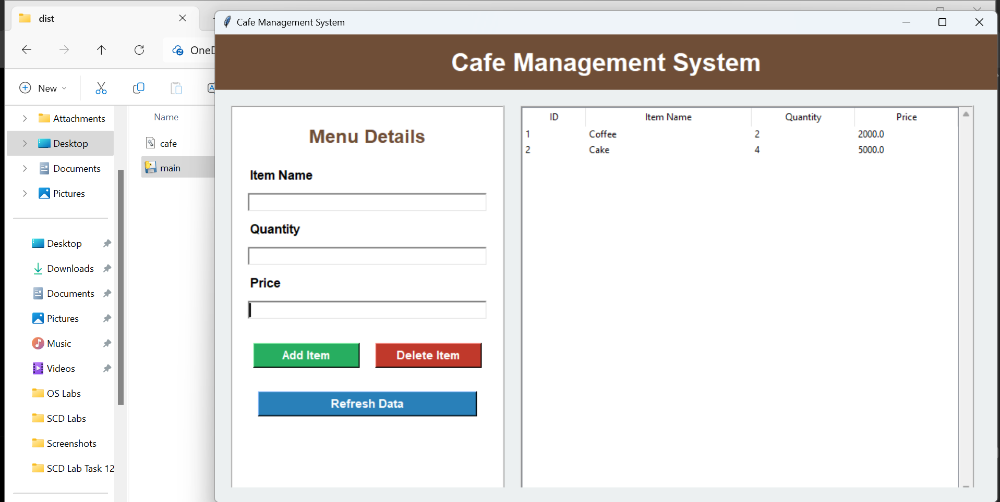 dist
OneD
New
Attachments
Desktop
Documents
Pictures
Desktop
Downloads
Documents
Pictures
Music
Videos
OS Labs
SCD Labs
Screenshots
SCD Lab Task 12
Name
cafe
main
Cafe Management System
Cafe Management System
Menu Details
Item Name
Quantity
Price
Add Item
Delete Item
Refresh Data
ID Item Name Quantity Price
1 Coffee 2 2000.0
2 Cake 4 5000.0